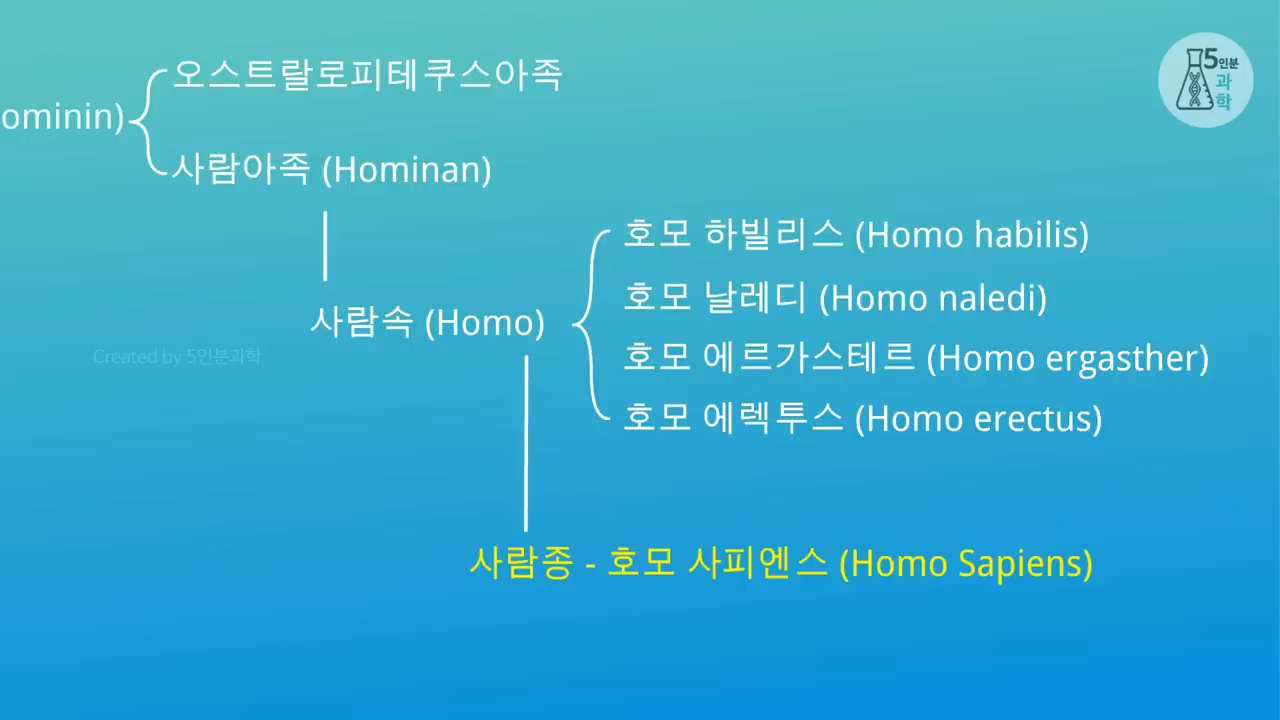 오스트랄로피테쿠스아족
ominin)
사람아족 (Hominan)
호모 하빌리스 (Homo habilis)
호모 날레디 (Homo naledi)
사람속 (Homo)
호모 에르가스테르 (Homo ergasther)
호모 에렉투스 (Homo erectus)
사람종 - 호모 사피엔스 (Homo Sapiens)
Created by 5인분과학
5인분
과
학